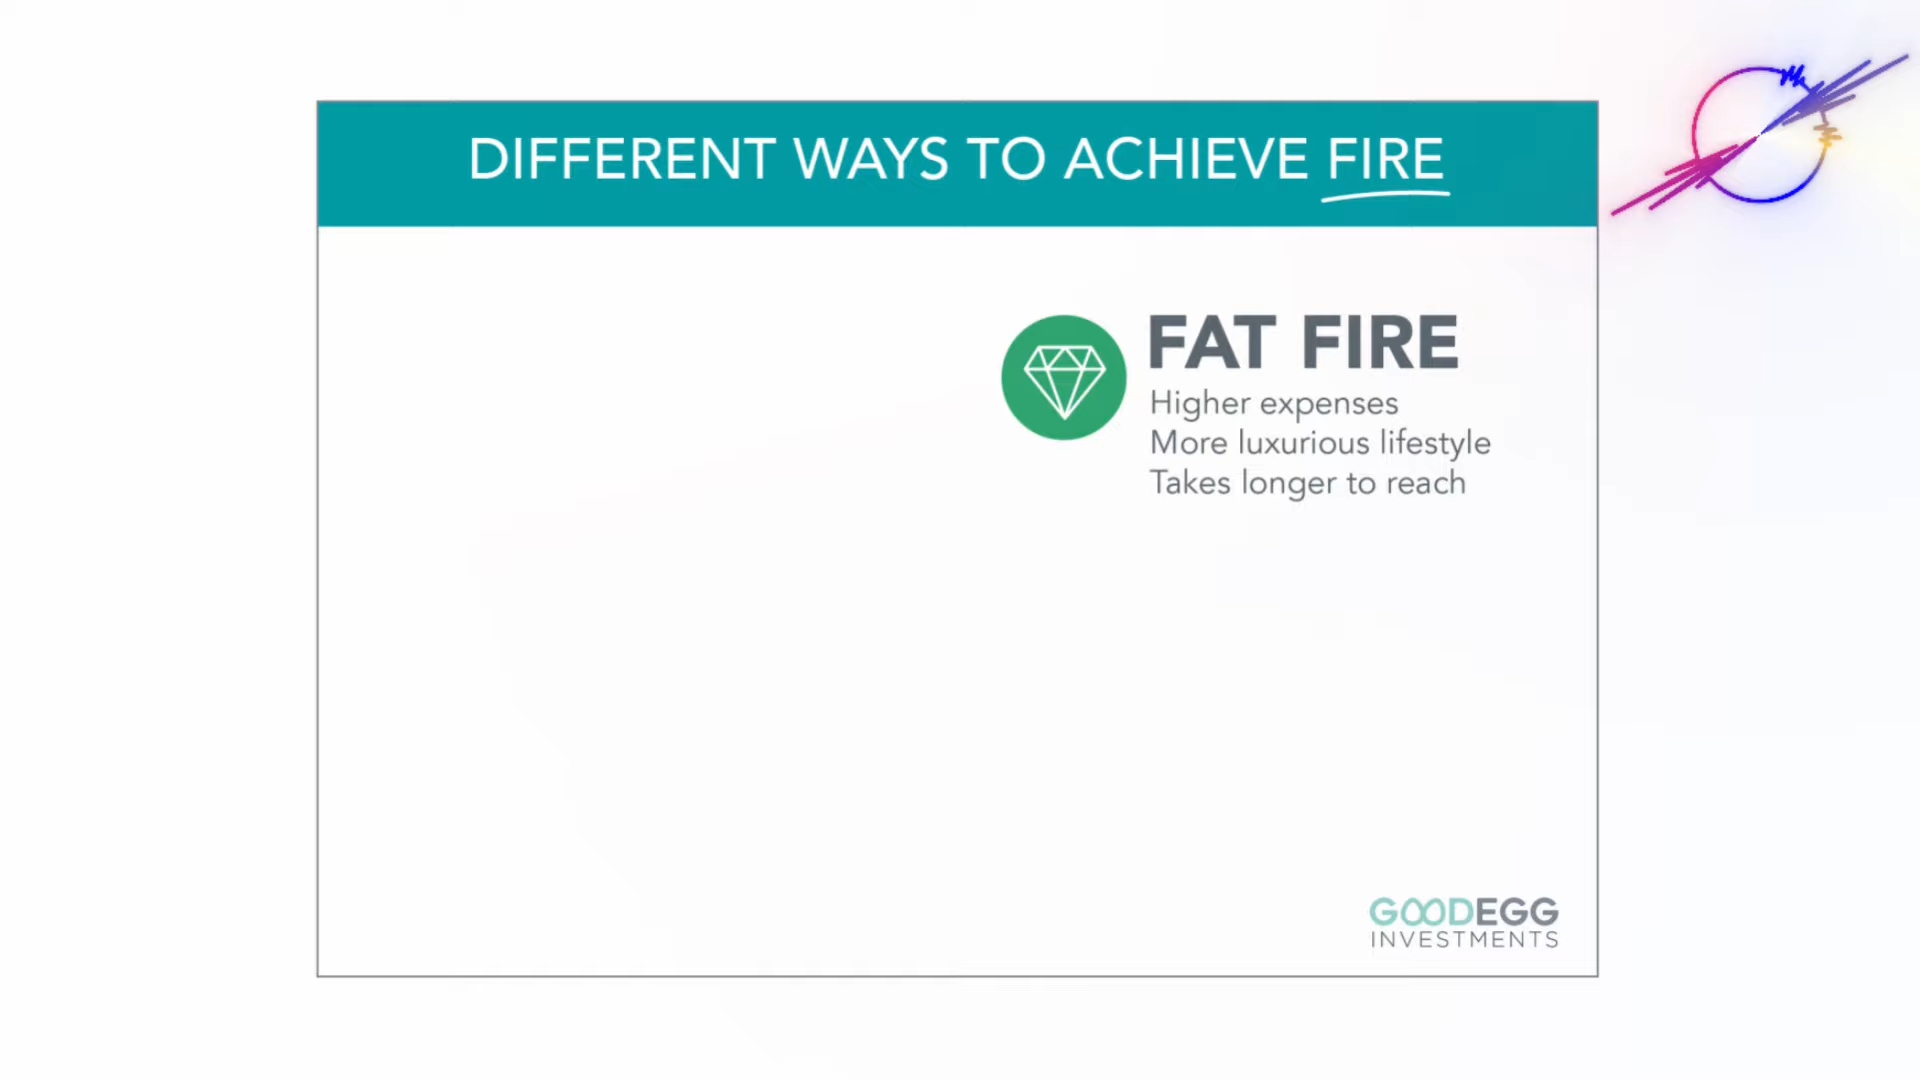 DIFFERENT WAYS TO ACHIEVE FIRE
FAT FIRE
Higher expenses
More luxurious lifestyle
Takes longer to reach
GOODEGG
INVESTMENTS